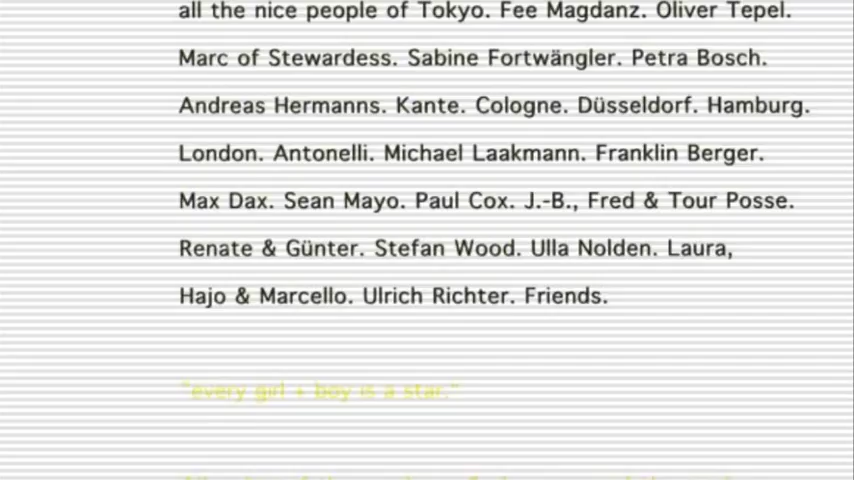 all the nice people of Tokyo. Fee Magdanz. Oliver Tepel.
Marc of Stewardess. Sabine Fortwängler. Petra Bosch.
Andreas Hermanns. Kante. Cologne. Düsseldorf. Hamburg.
London. Antonelli. Michael Laakmann. Franklin Berger.
Max Dax. Sean Mayo. Paul Cox. J.-B., Fred & Tour Posse.
Renate & Günter. Stefan Wood. Ulla Nolden. Laura,
Hajo & Marcello. Ulrich Richter. Friends.
"every girl + boy is a star."